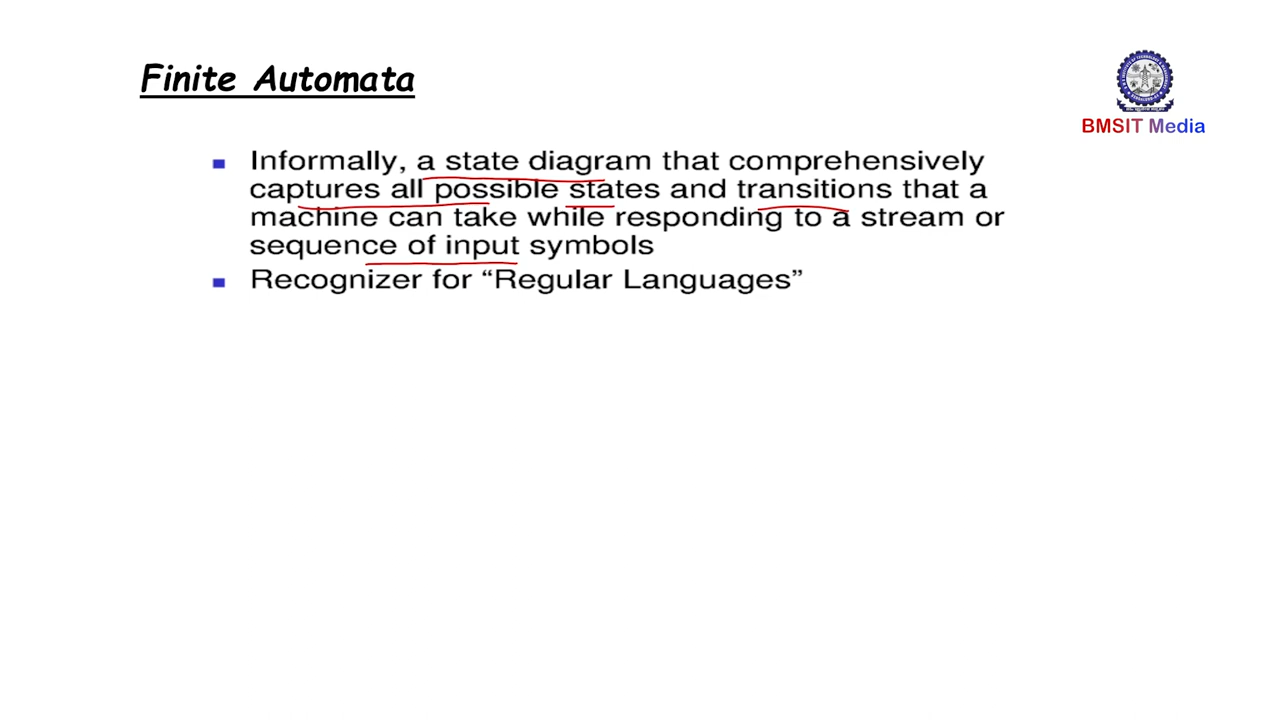 Finite Automata
BMSIT Media
Informally, a state diagram that comprehensively
captures all possible states and transitions that a
machine can take while responding to a stream or
sequence of input symbols
Recognizer for “Regular Languages”